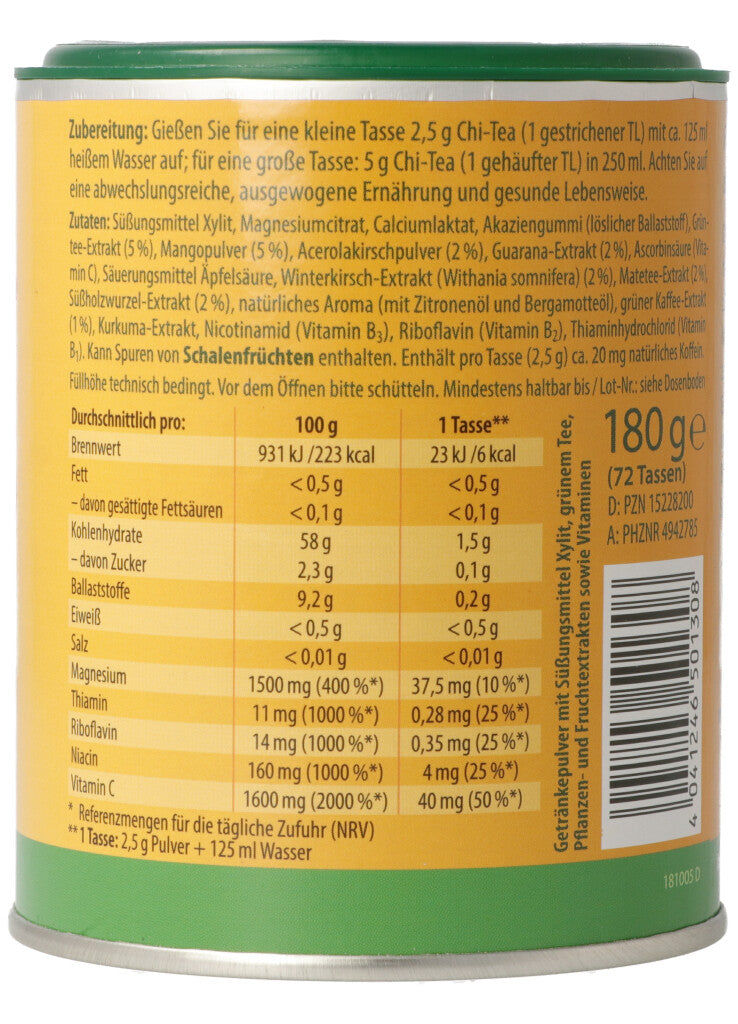 Zubereitung: Gießen Sie für eine kleine Tasse 2,5 g Chi-Tea (1 gestrichener TL) mit ca. 125 ml
heißem Wasser auf; für eine große Tasse: 5 g Chi-Tea (1 gehäufter TL) in 250 ml. Achten Sie auf
eine abwechslungsreiche, ausgewogene Ernährung und gesunde Lebensweise.
Zutaten: Süßungsmittel Xylit, Magnesiumcitrat, Calciumlaktat, Akaziengummi (löslicher Ballaststoff), Grün-
tee-Extrakt (5 %), Mangopulver (5 %), Acerolakirschpulver (2 %), Guarana-Extrakt (2 %), Ascorbinsäure (Vita-
min C), Säuerungsmittel Äpfelsäure, Winterkirsch-Extrakt (Withania somnifera) (2 %), Matetee-Extrakt (2 %),
Süßholzwurzel-Extrakt (2 %), natürliches Aroma (mit Zitronenöl und Bergamotteöl), grüner Kaffee-Extrakt
(1 %), Kurkuma-Extrakt, Nicotinamid (Vitamin B₃), Riboflavin (Vitamin B₂), Thiaminhydrochlorid (Vitamin
B₁). Kann Spuren von Schalenfrüchten enthalten. Enthält pro Tasse (2,5 g) ca. 20 mg natürliches Koffein.
Füllhöhe technisch bedingt. Vor dem Öffnen bitte schütteln. Mindestens haltbar bis / Lot-Nr.: siehe Dosenboden
Durchschnittlich pro: 100 g 1 Tasse**
Brennwert 931 kJ /223 kcal 23 kJ /6 kcal
Fett < 0,5 g < 0,5 g
– davon gesättigte Fettsäuren < 0,1 g < 0,1 g
Kohlenhydrate 58 g 1,5 g
– davon Zucker 2,3 g 0,1 g
Ballaststoffe 9,2 g 0,2 g
Eiweiß < 0,5 g < 0,5 g
Salz < 0,01 g < 0,01 g
Magnesium 1500 mg (400 %*) 37,5 mg (10 %*)
Thiamin 11 mg (1000 %*) 0,28 mg (25 %*)
Riboflavin 14 mg (1000 %*) 0,35 mg (25 %*)
Niacin 160 mg (1000 %*) 4 mg (25 %*)
Vitamin C 1600 mg (2000 %*) 40 mg (50 %*)
* Referenzmengen für die tägliche Zufuhr (NRV)
** 1 Tasse: 2,5 g Pulver + 125 ml Wasser
Getränkepulver mit Süßungsmittel Xylit, grünem Tee,
Pflanzen- und Fruchtextrakten sowie Vitaminen
180 g e
(72 Tassen)
D: PZN 15228200
A: PHZNR 4942785
4 041246 501308
181005 D